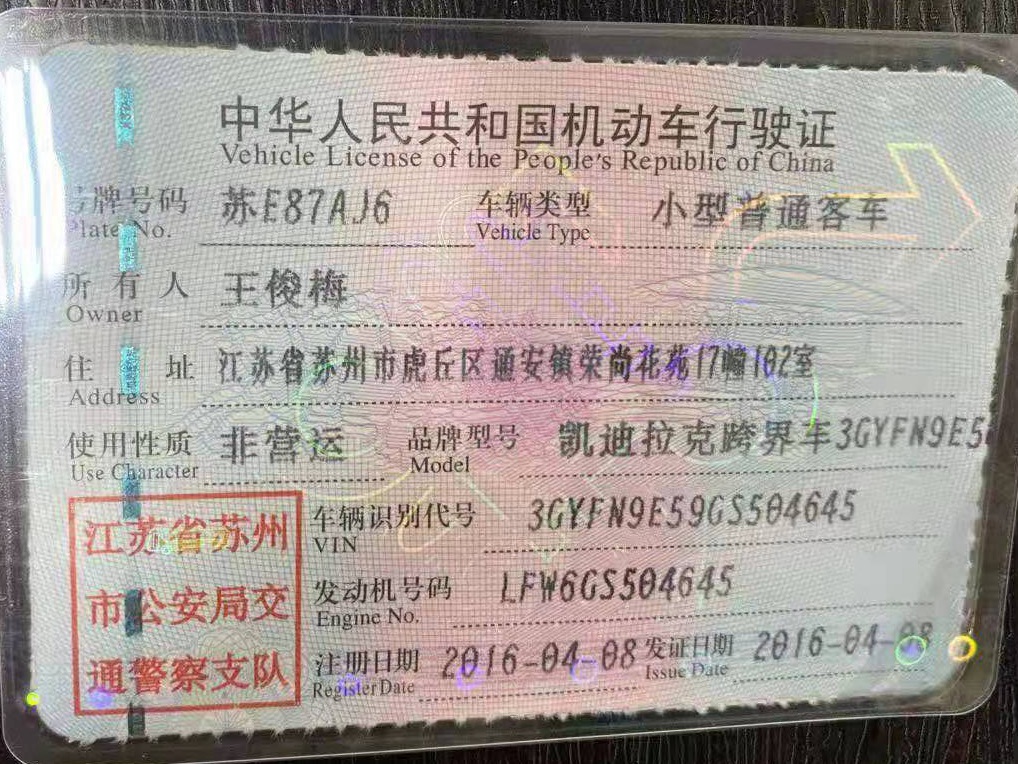 中华人民共和国机动车行驶证
Vehicle License of the People's Republic of China
号牌号码 苏E87AJ6 车辆类型 小型普通客车
Plate No. Vehicle Type
所有人 王俊梅
Owner
住址 江苏省苏州市虎丘区通安镇荣尚花苑17幢102室
Address
使用性质 非营运 品牌型号 凯迪拉克跨界车3GYFN9E5
Use Character Model
江苏省苏州
市公安局交
通警察支队
车辆识别代号 3GYFN9E59GS504645
VIN
发动机号码 LFW6GS504645
Engine No.
注册日期 2016-04-08 发证日期 2016-04-08
Register Date Issue Date